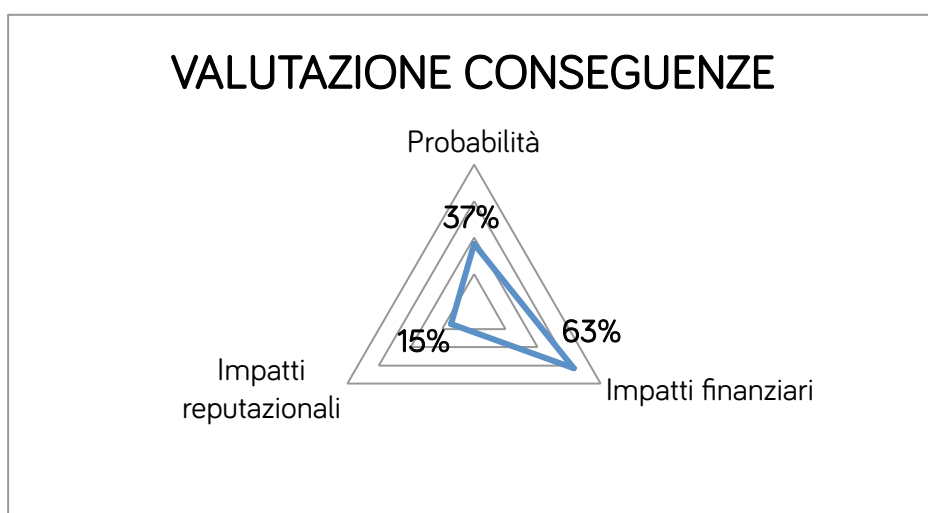 VALUTAZIONE CONSEGUENZE
Probabilità
37%
63%
15%
Impatti
reputazionali
Impatti finanziari